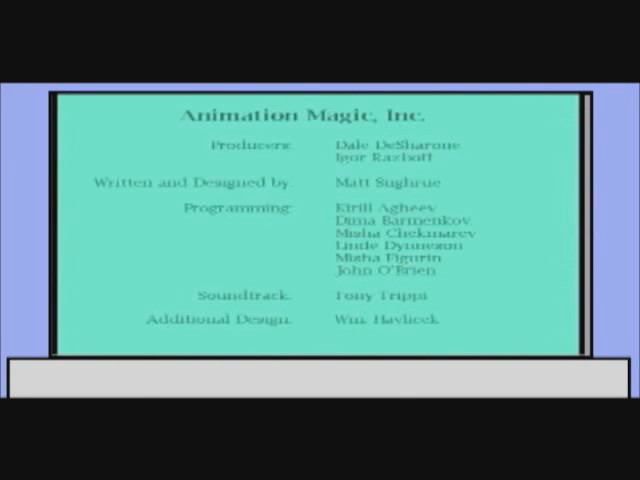 Animation Magic, Inc.
Producers: Dale DeSharone
Igor Razboff
Written and Designed by: Matt Sughrue
Programming: Kirill Agheev
Dima Barmenkov
Misha Chekmarev
Linde Dynneson
Misha Figurin
John O'Brien
Soundtrack: Tony Trippi
Additional Design: Wm. Havlicek